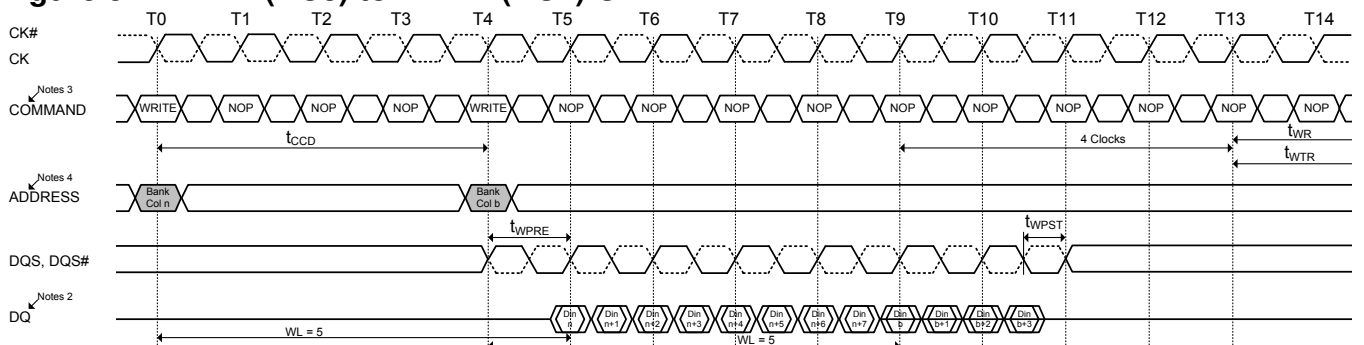 T0 T1 T2 T3 T4 T5 T6 T7 T8 T9 T10 T11 T12 T13 T14
CK#
CK
Notes 3
COMMAND
WRITE NOP NOP NOP WRITE NOP NOP NOP NOP NOP NOP NOP NOP NOP NOP
tCCD
4 Clocks
tWR
tWTR
Notes 4
ADDRESS
Bank
Col n
Bank
Col b
tWPRE
tWPST
DQS, DQS#
Notes 2
DQ
Din
n
Din
n+1
Din
n+2
Din
n+3
Din
n+4
Din
n+5
Din
n+6
Din
n+7
Din
b
Din
b+1
Din
b+2
Din
b+3
WL = 5
WL = 5